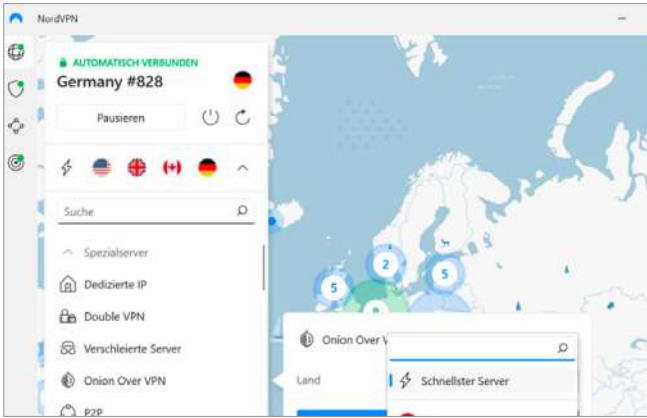 NordVPN
AUTOMATISCH VERBUNDEN
Germany #828
Pausieren
Suche
Spezialserver
Dedizierte IP
Double VPN
Verschleierte Server
Onion Over VPN
P2P
2
5
5
Onion Over
Land
Schnellster Server